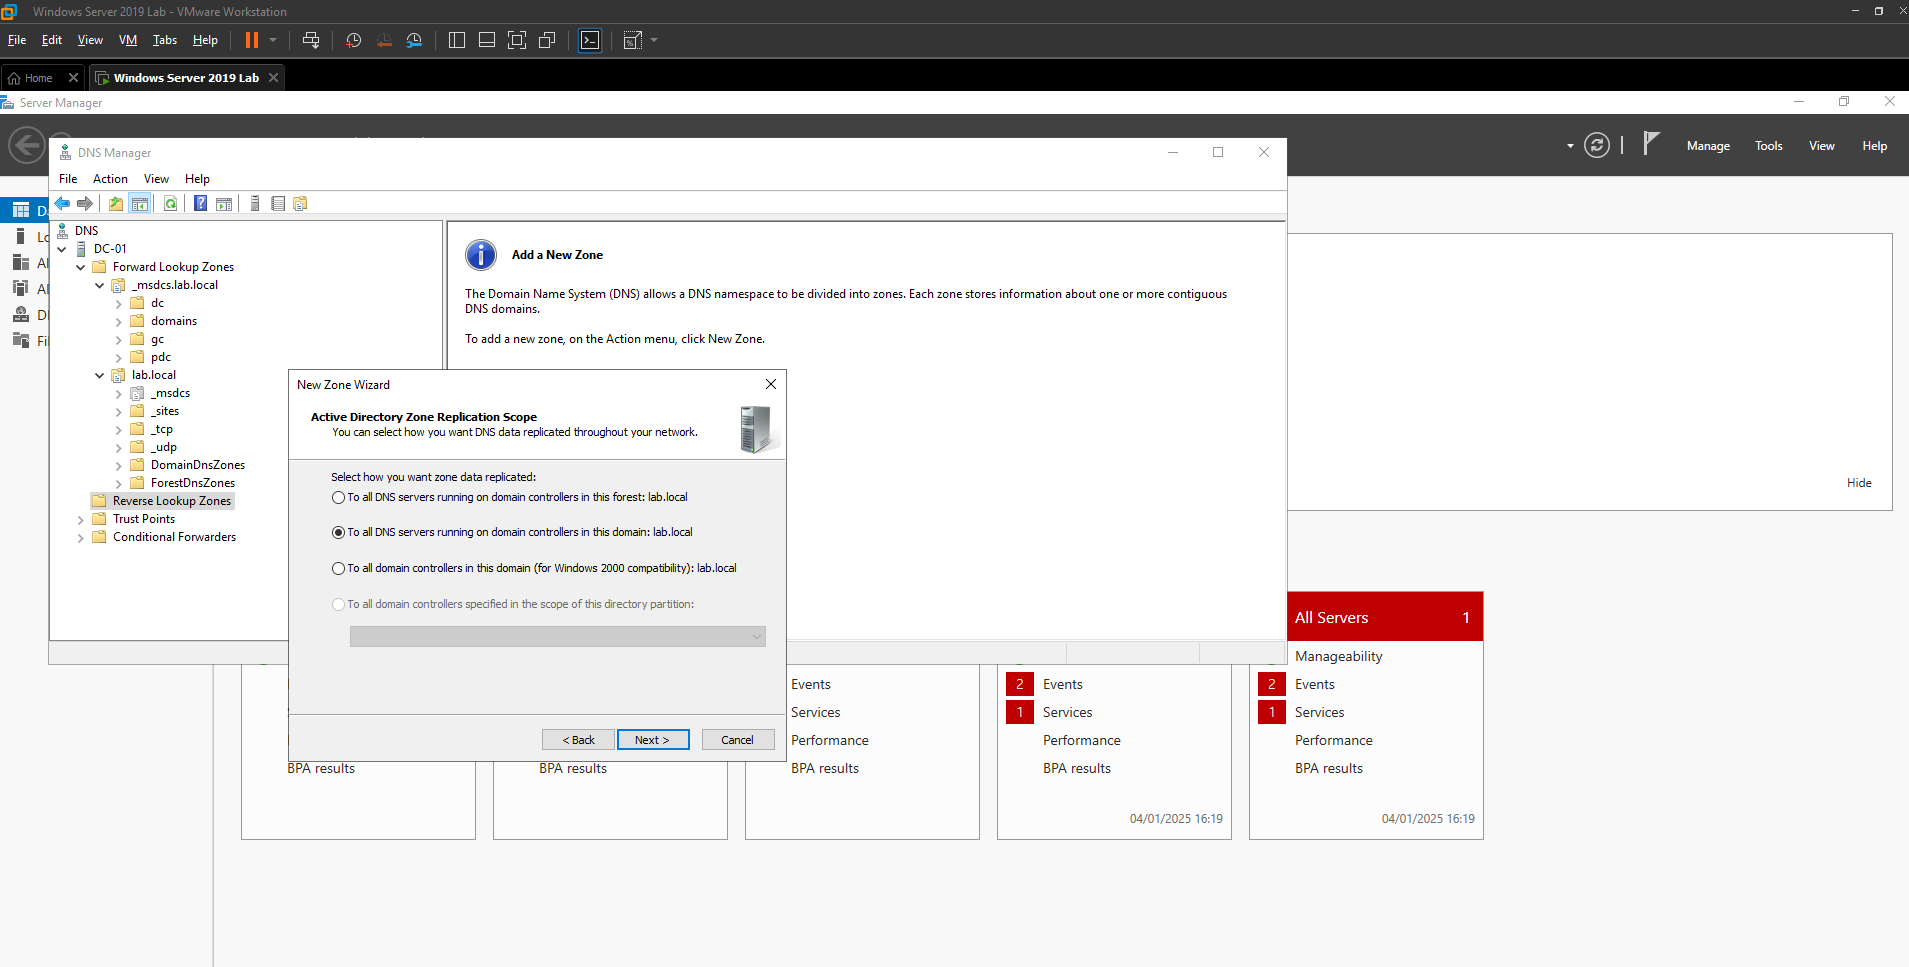 Windows Server 2019 Lab - VMware Workstation
File Edit View VM Tabs Help
Home
Windows Server 2019 Lab
Server Manager
Manage Tools View Help
DNS Manager
File Action View Help
DNS
DC-01
Forward Lookup Zones
_msdcs.lab.local
dc
domains
gc
pdc
lab.local
_msdcs
_sites
_tcp
_udp
DomainDnsZones
ForestDnsZones
Reverse Lookup Zones
Trust Points
Conditional Forwarders
Add a New Zone
The Domain Name System (DNS) allows a DNS namespace to be divided into zones. Each zone stores information about one or more contiguous
DNS domains.
To add a new zone, on the Action menu, click New Zone.
New Zone Wizard
Active Directory Zone Replication Scope
You can select how you want DNS data replicated throughout your network.
Select how you want zone data replicated:
To all DNS servers running on domain controllers in this forest: lab.local
To all DNS servers running on domain controllers in this domain: lab.local
To all domain controllers in this domain (for Windows 2000 compatibility): lab.local
To all domain controllers specified in the scope of this directory partition:
< Back Next > Cancel
Hide
All Servers 1
Manageability
Events 2 Events 2 Events
Services 1 Services 1 Services
Performance Performance Performance
BPA results BPA results BPA results BPA results BPA results
04/01/2025 16:19 04/01/2025 16:19